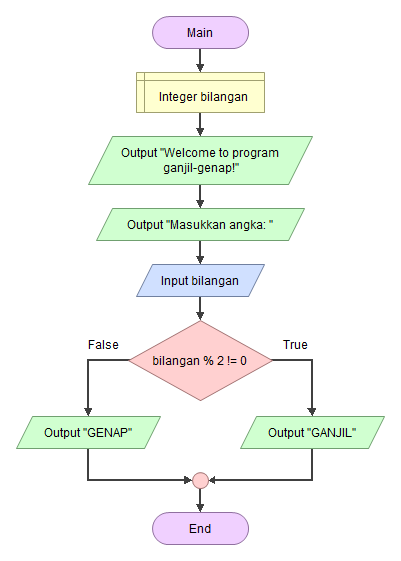 Main
Integer bilangan
Output "Welcome to program
ganjil-genap!"
Output "Masukkan angka: "
Input bilangan
False
True
bilangan % 2 != 0
Output "GENAP"
Output "GANJIL"
End